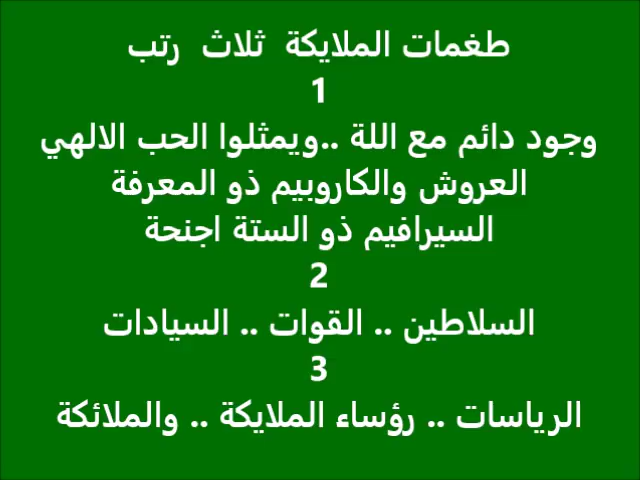 طغمات الملايكة ثلاث رتب
1
وجود دائم مع اللة ..ويمثلوا الحب الالهي
العروش والكاروبيم ذو المعرفة
السيرافيم ذو الستة اجنحة
2
السلاطين .. القوات .. السيادات
3
الرياسات .. رؤساء الملايكة .. والملائكة